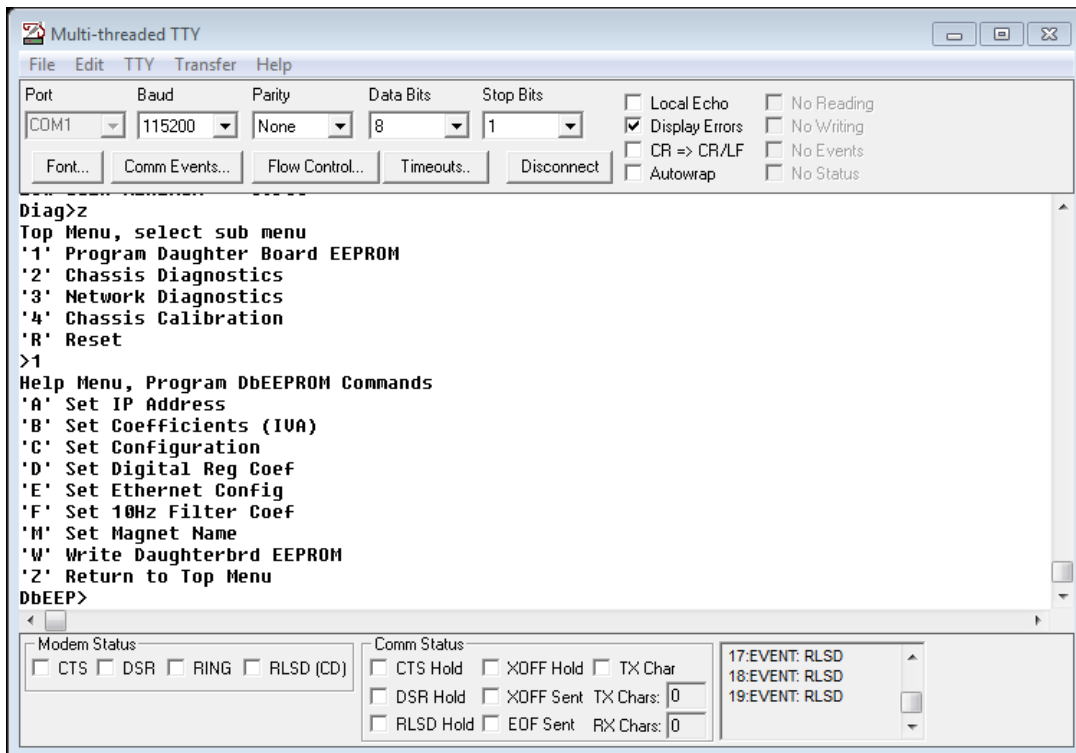 Multi-threaded TTY
File Edit TTY Transfer Help
Port Baud Parity Data Bits Stop Bits
COM1 115200 None 8 1
Font... Comm Events... Flow Control... Timeouts.. Disconnect
Local Echo No Reading
Display Errors No Writing
CR => CR/LF No Events
Autowrap No Status
Diag>z
Top Menu, select sub menu
'1' Program Daughter Board EEPROM
'2' Chassis Diagnostics
'3' Network Diagnostics
'4' Chassis Calibration
'R' Reset
>1
Help Menu, Program DbEEPROM Commands
'A' Set IP Address
'B' Set Coefficients (IVA)
'C' Set Configuration
'D' Set Digital Reg Coef
'E' Set Ethernet Config
'F' Set 10Hz Filter Coef
'M' Set Magnet Name
'W' Write Daughterbrd EEPROM
'Z' Return to Top Menu
DbEEP>
Modem Status
CTS DSR RING RLSD (CD)
Comm Status
CTS Hold XOFF Hold TX Char
DSR Hold XOFF Sent TX Chars: 0
RLSD Hold EOF Sent RX Chars: 0
17:EVENT: RLSD
18:EVENT: RLSD
19:EVENT: RLSD